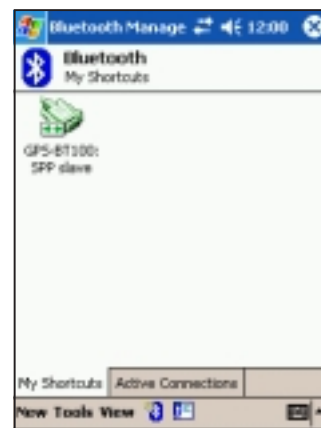 Bluetooth Manage 12:00
Bluetooth
My Shortcuts
GPS-BT100:
SPP slave
My Shortcuts Active Connections
New Tools View